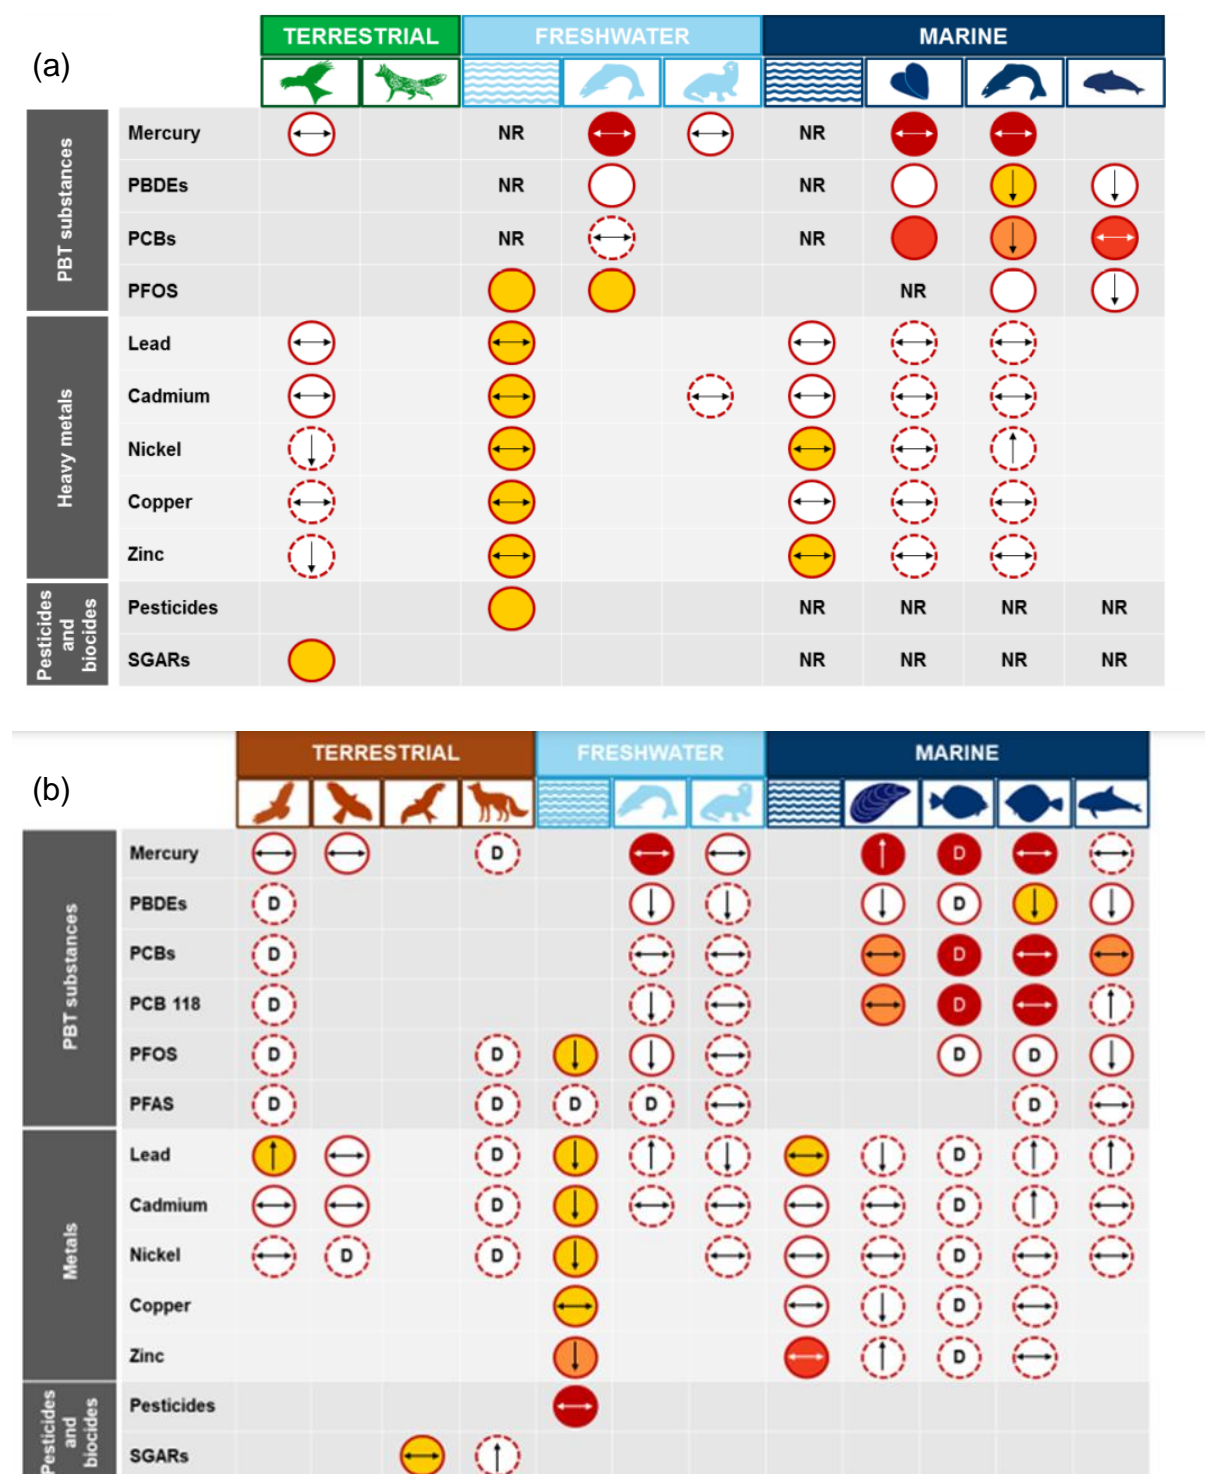 (a)
TERRESTRIAL FRESHWATER MARINE
PBT substances
Mercury NR NR
PBDEs NR NR
PCBs NR NR
PFOS NR
Heavy metals
Lead
Cadmium
Nickel
Copper
Zinc
Pesticides
and
biocides
Pesticides NR NR NR NR
SGARs NR NR NR NR
(b)
TERRESTRIAL FRESHWATER MARINE
PBT substances
Mercury D D
PBDEs D D
PCBs D D
PCB 118 D D
PFOS D D D D
PFAS D D D D D
Metals
Lead D D
Cadmium D D
Nickel D D D
Copper D
Zinc D
Pesticides
and
biocides
Pesticides
SGARs